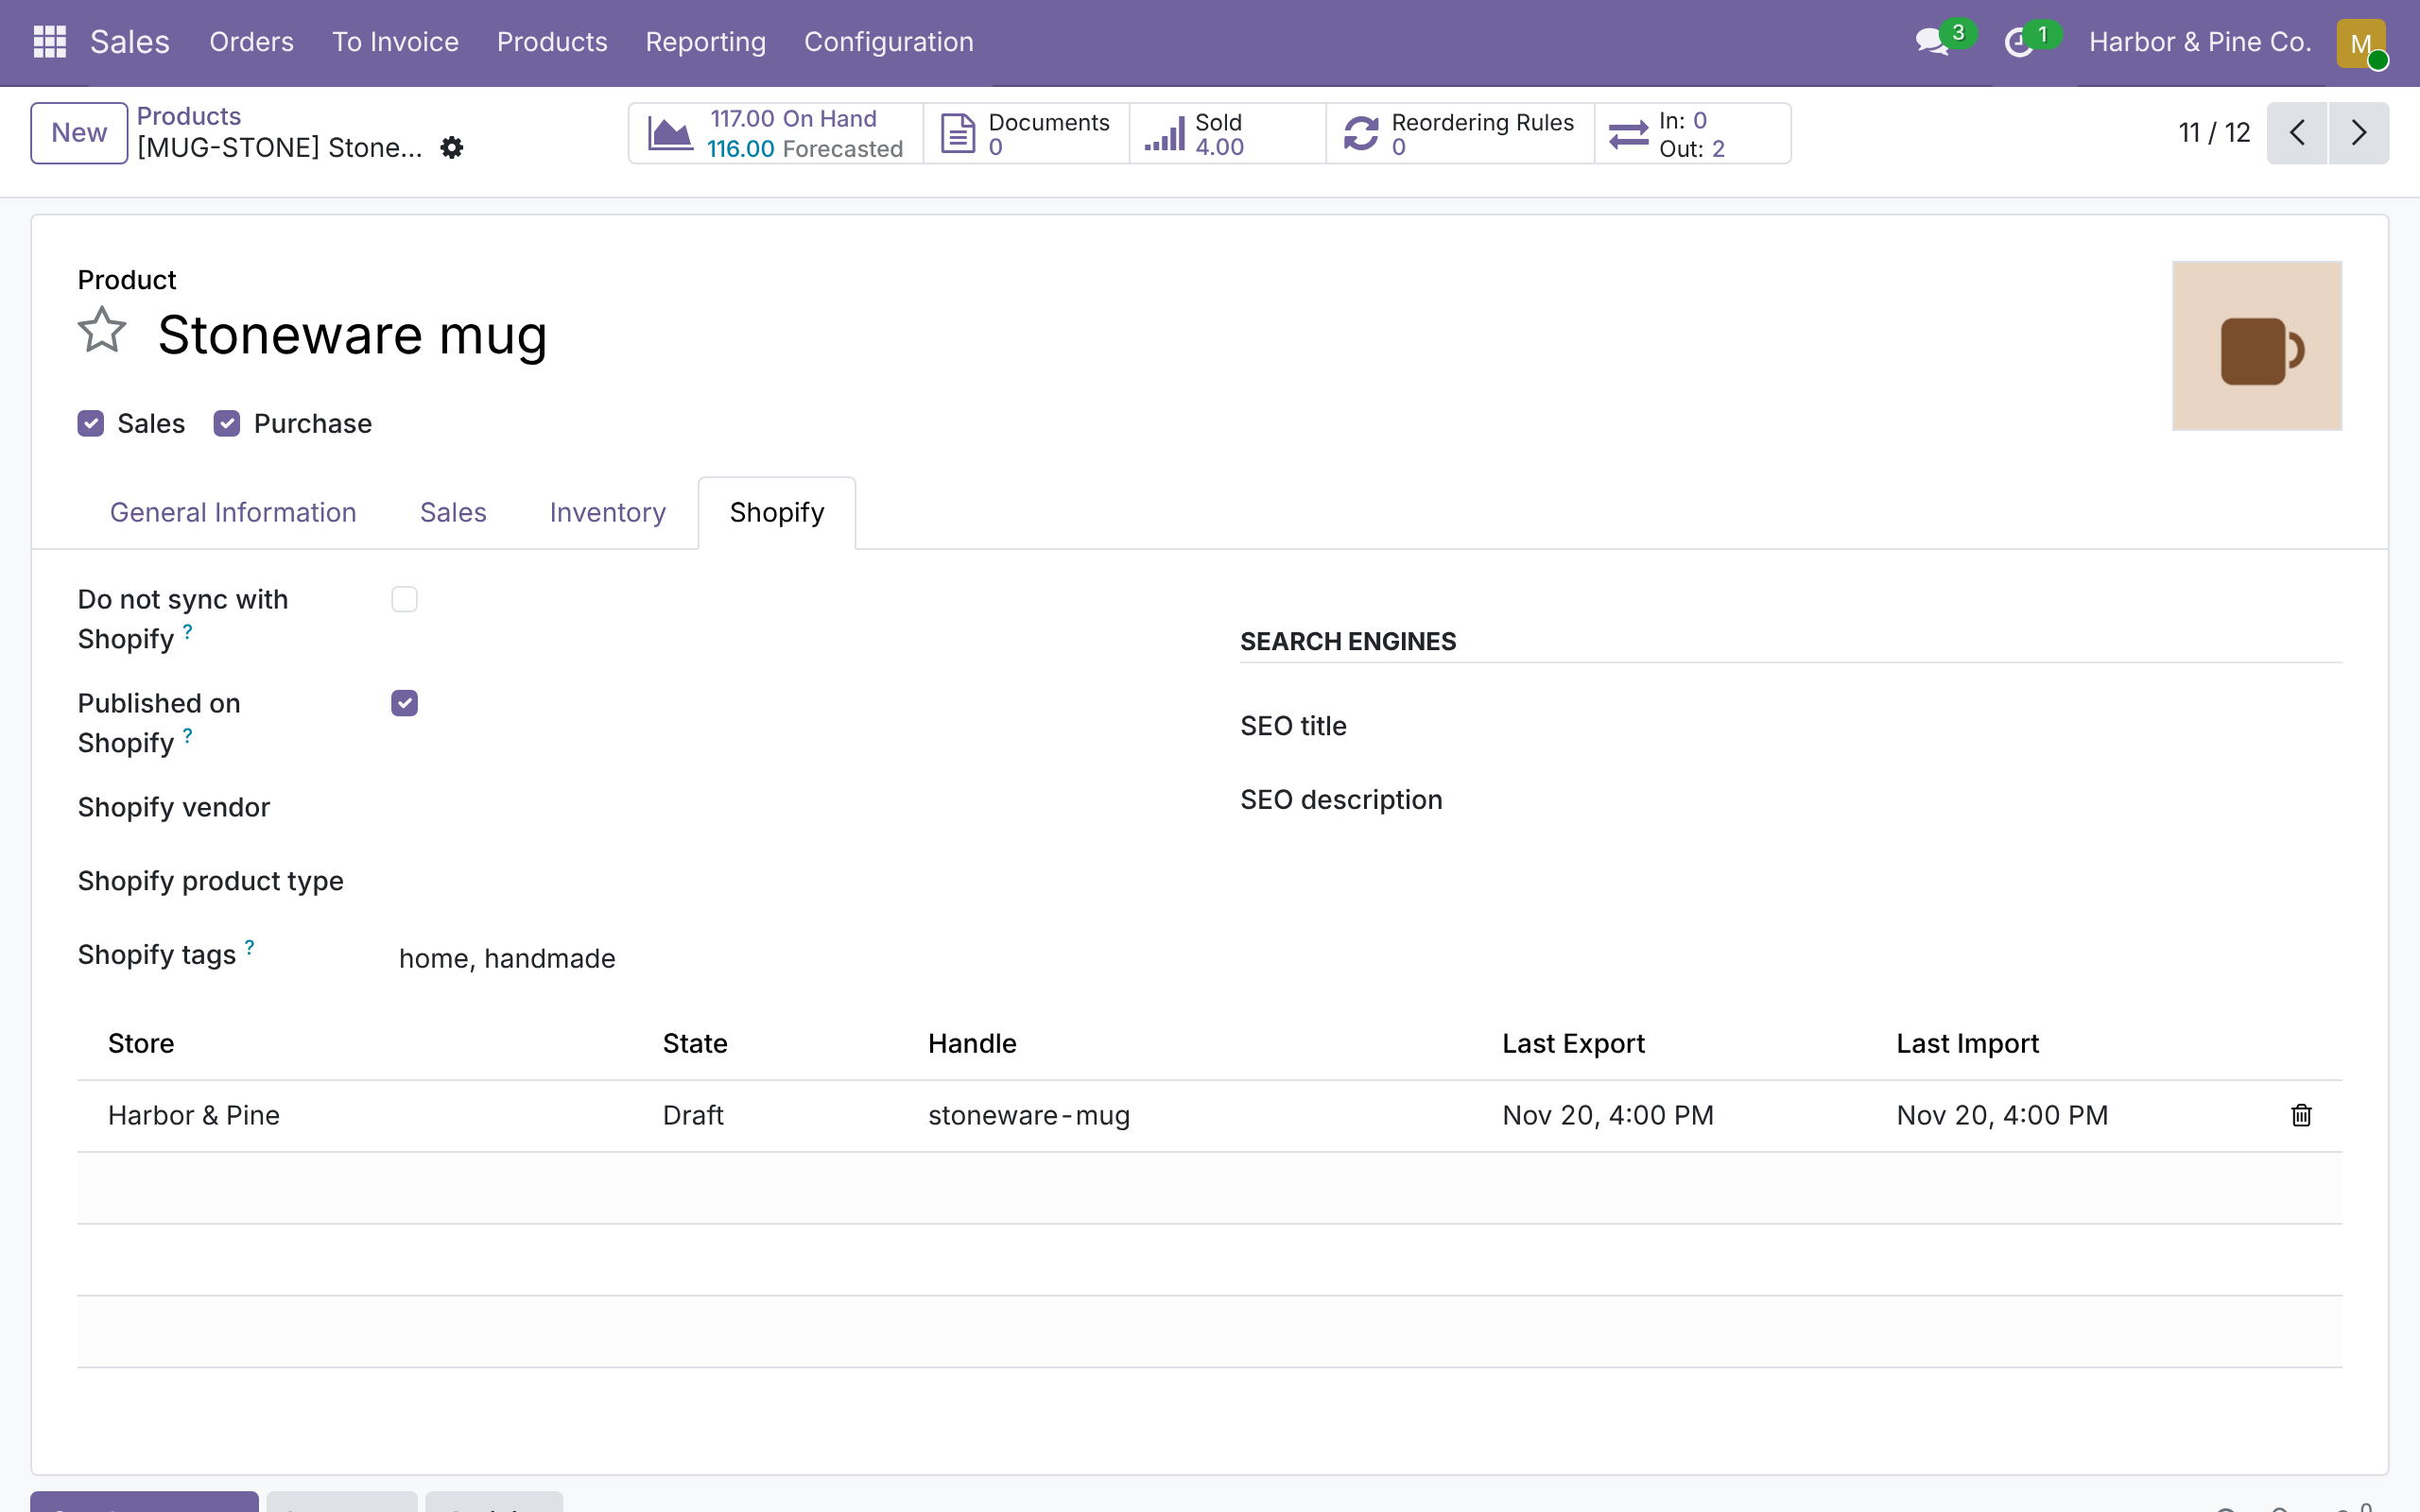 Sales Orders To Invoice Products Reporting Configuration 3 1 Harbor & Pine Co. M
New
Products
[MUG-STONE] Stone...
117.00 On Hand
116.00 Forecasted
Documents
0
Sold
4.00
Reordering Rules
0
In: 0
Out: 2
11 / 12
Product
Stoneware mug
Sales Purchase
General Information Sales Inventory Shopify
Do not sync with
Shopify ?
Published on
Shopify ?
Shopify vendor
Shopify product type
Shopify tags ? home, handmade
SEARCH ENGINES
SEO title
SEO description
Store State Handle Last Export Last Import
Harbor & Pine Draft stoneware-mug Nov 20, 4:00 PM Nov 20, 4:00 PM